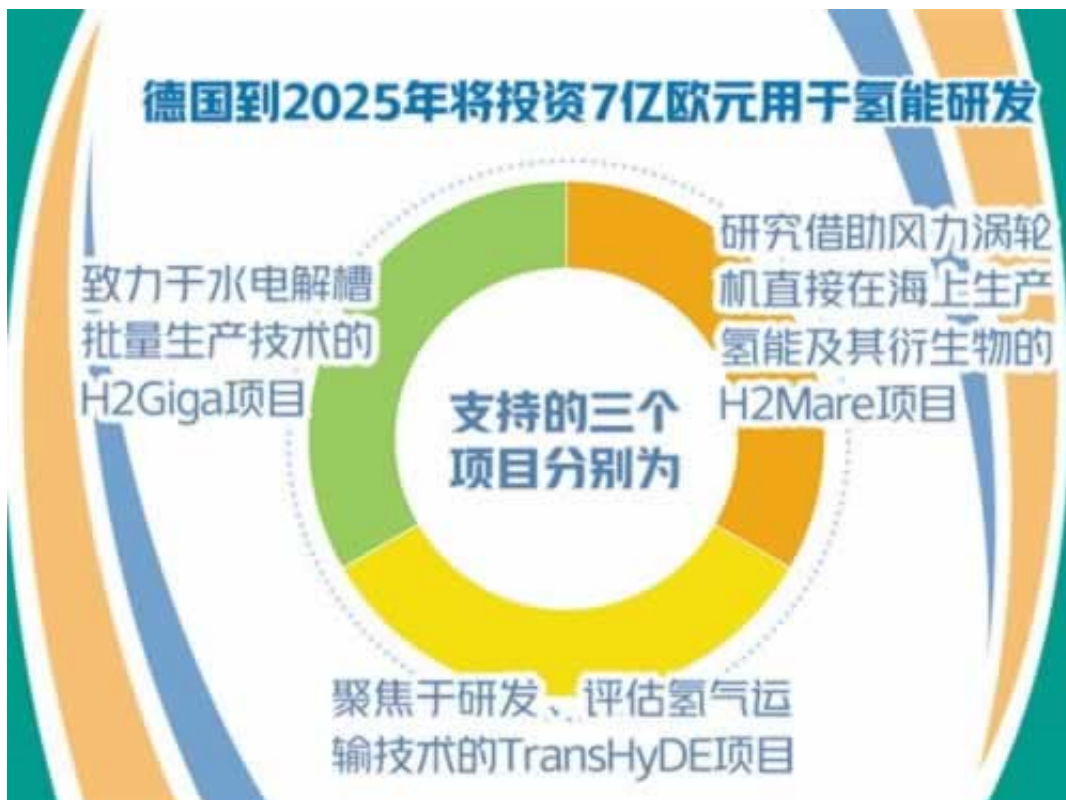 德国到2025年将投资7亿欧元用于氢能研发
致力于水电解槽
批量生产技术的
H2Giga项目
研究借助风力涡轮
机直接在海上生产
氢能及其衍生物的
H2Mare项目
支持的三个
项目分别为
聚焦于研发、评估氢气运
输技术的TransHyDE项目